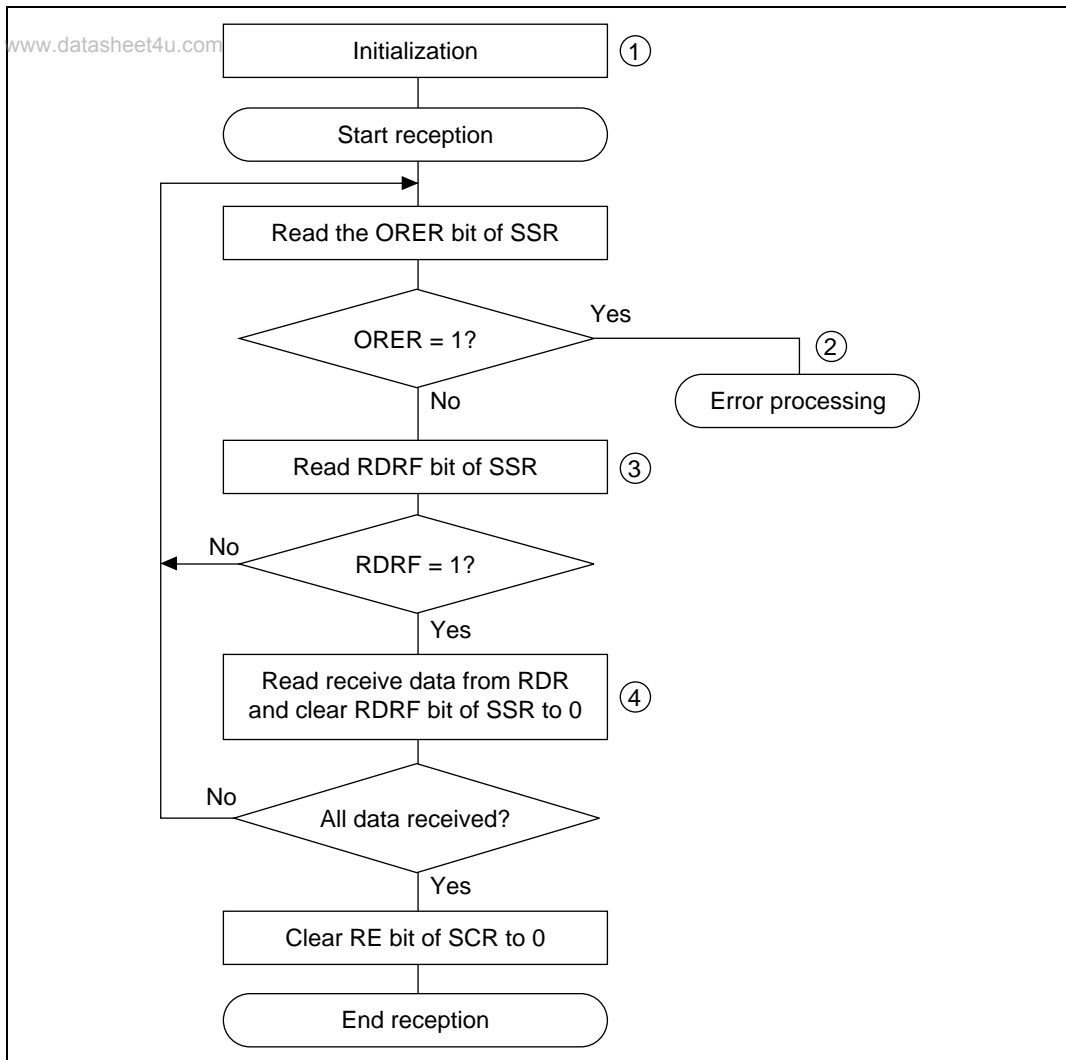 www.datasheet4u.com
Initialization
1
Start reception
Read the ORER bit of SSR
ORER = 1?
Yes
2
Error processing
No
Read RDRF bit of SSR
3
No
RDRF = 1?
Yes
Read receive data from RDR
and clear RDRF bit of SSR to 0
4
No
All data received?
Yes
Clear RE bit of SCR to 0
End reception